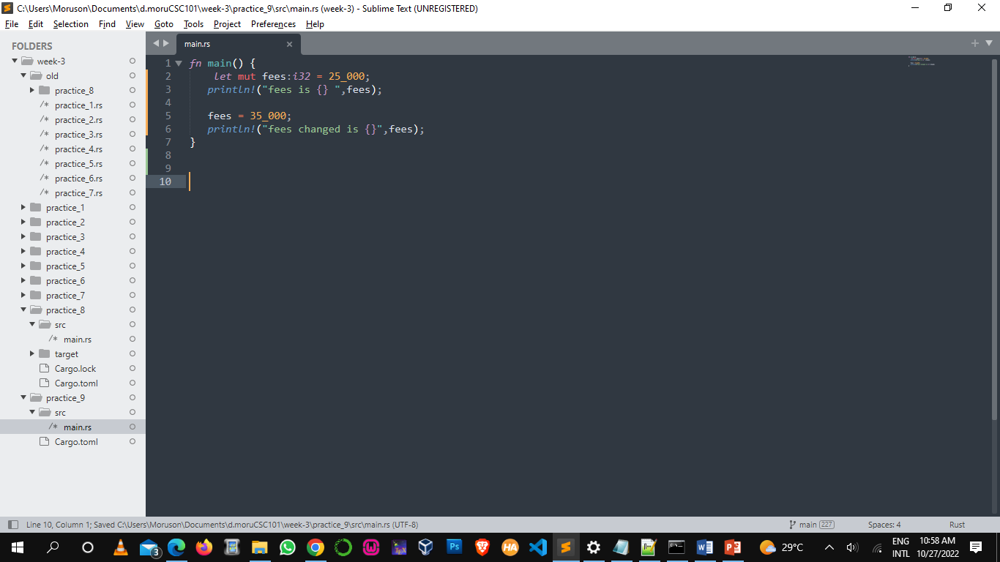 C:\Users\Moruson\Documents\d.moruCSC101\week-3\practice_9\src\main.rs (week-3) - Sublime Text (UNREGISTERED)
File Edit Selection Find View Goto Tools Project Preferences Help
FOLDERS
week-3
old
practice_8
/* practice_1.rs
/* practice_2.rs
/* practice_3.rs
/* practice_4.rs
/* practice_5.rs
/* practice_6.rs
/* practice_7.rs
practice_1
practice_2
practice_3
practice_4
practice_5
practice_6
practice_7
practice_8
src
/* main.rs
target
Cargo.lock
Cargo.toml
practice_9
src
/* main.rs
Cargo.toml
main.rs
1 fn main() {
2 let mut fees:i32 = 25_000;
3 println!("fees is {} ",fees);
4
5 fees = 35_000;
6 println!("fees changed is {}",fees);
7 }
8
9
10
Line 10, Column 1; Saved C:\Users\Moruson\Documents\d.moruCSC101\week-3\practice_9\src\main.rs (UTF-8)
main 227
Spaces: 4
Rust
3
Ps
HA
29°C
ENG
INTL
10:58 AM
10/27/2022